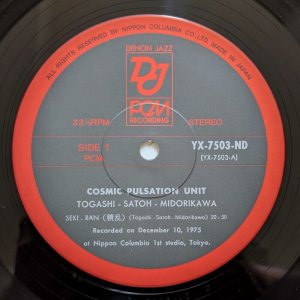 ALL RIGHTS RESERVED BY NIPPON COLUMBIA CO., LTD. MADE IN JAPAN
DENON JAZZ
DJ
PCM
RECORDING
33⅓RPM
STEREO
SIDE 1
PCM
YX-7503-ND
(YX-7503-A)
COSMIC PULSATION UNIT
TOGASHI - SATOH - MIDORIKAWA
SEKI - RAN (積乱) (Togashi - Satoh - Midorikawa) 20:50
Recorded on December 10, 1975
at Nippon Columbia 1st studio, Tokyo.